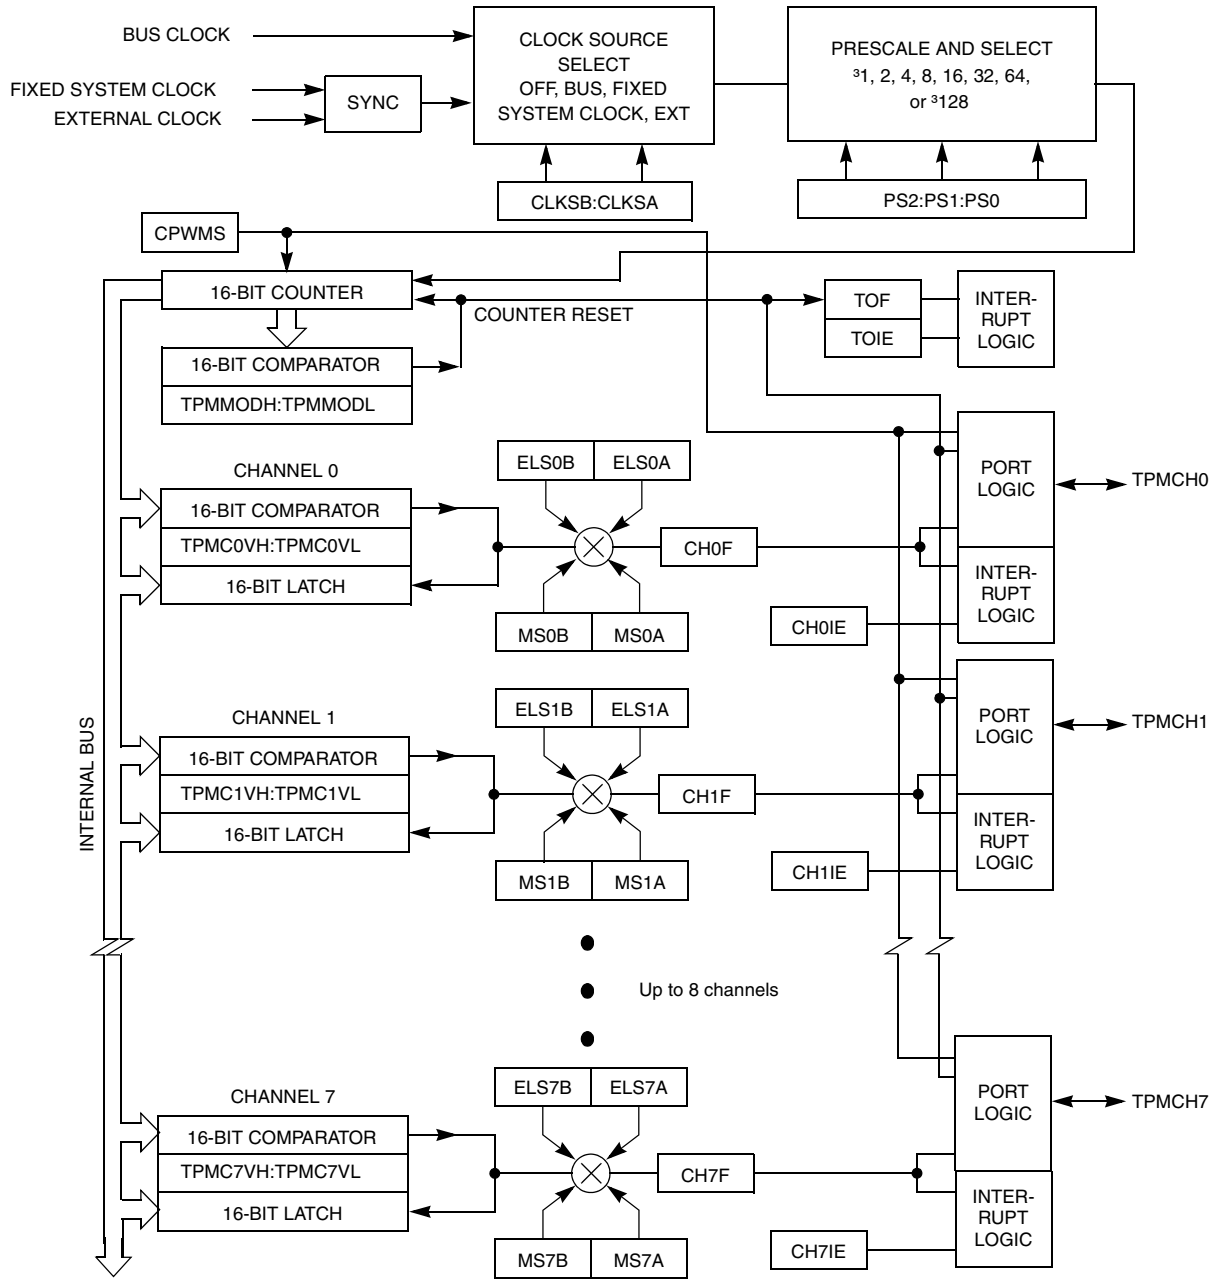 BUS CLOCK
FIXED SYSTEM CLOCK
EXTERNAL CLOCK
SYNC
CLOCK SOURCE
SELECT
OFF, BUS, FIXED
SYSTEM CLOCK, EXT
PRESCALE AND SELECT
³1, 2, 4, 8, 16, 32, 64,
or ³128
CLKSB:CLKSA
PS2:PS1:PS0
CPWMS
16-BIT COUNTER
COUNTER RESET
TOF
TOIE
INTER-
RUPT
LOGIC
16-BIT COMPARATOR
TPMMODH:TPMMODL
CHANNEL 0
16-BIT COMPARATOR
TPMC0VH:TPMC0VL
16-BIT LATCH
ELS0B
ELS0A
CH0F
MS0B
MS0A
CH0IE
PORT
LOGIC
TPMCH0
INTER-
RUPT
LOGIC
INTERNAL BUS
CHANNEL 1
16-BIT COMPARATOR
TPMC1VH:TPMC1VL
16-BIT LATCH
ELS1B
ELS1A
CH1F
MS1B
MS1A
CH1IE
PORT
LOGIC
TPMCH1
INTER-
RUPT
LOGIC
Up to 8 channels
CHANNEL 7
16-BIT COMPARATOR
TPMC7VH:TPMC7VL
16-BIT LATCH
ELS7B
ELS7A
CH7F
MS7B
MS7A
CH7IE
PORT
LOGIC
TPMCH7
INTER-
RUPT
LOGIC